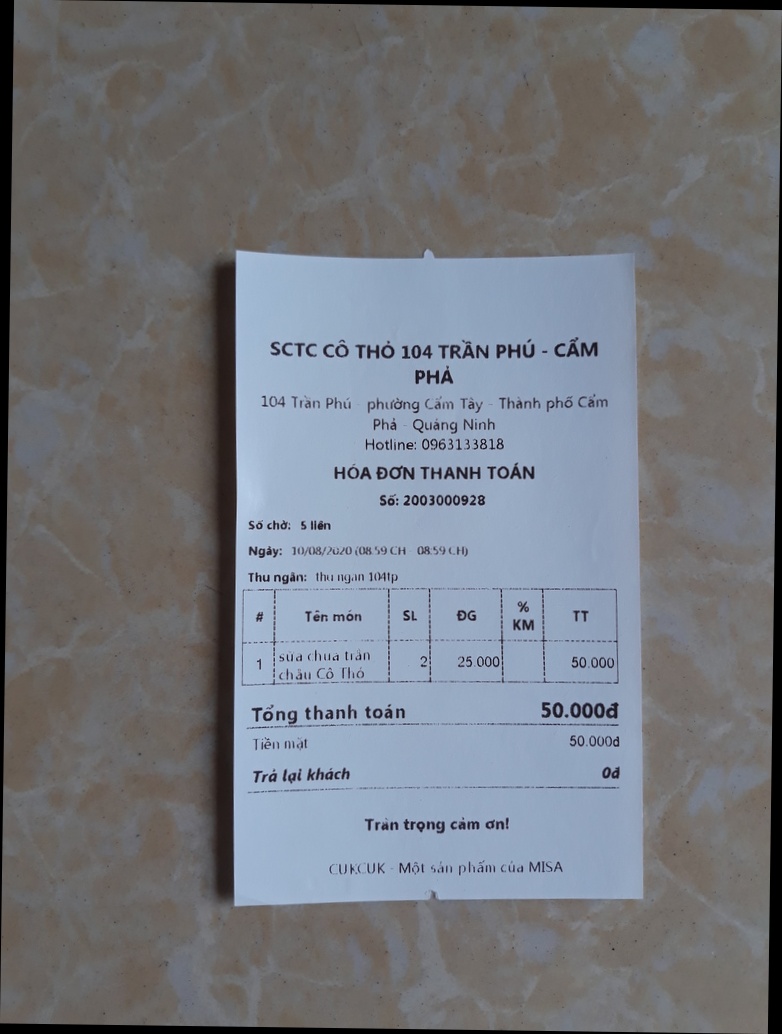 SCTC CÔ THỎ 104 TRẦN PHÚ - CẨM
PHẢ
104 Trần Phú - phường Cẩm Tây - Thành phố Cẩm
Phả - Quảng Ninh
Hotline: 0963133818
HÓA ĐƠN THANH TOÁN
Số: 2003000928
Số chờ: 5 liên
Ngày: 10/08/2020 (08:59 CH - 08:59 CH)
Thu ngân: thu ngan 104tp
# Tên món SL ĐG % KM TT
1 sữa chua trân 2 25.000 50.000
châu Cô Thỏ
Tổng thanh toán 50.000đ
Tiền mặt 50.000đ
Trả lại khách 0đ
Trân trọng cảm ơn!
CUKCUK - Một sản phẩm của MISA